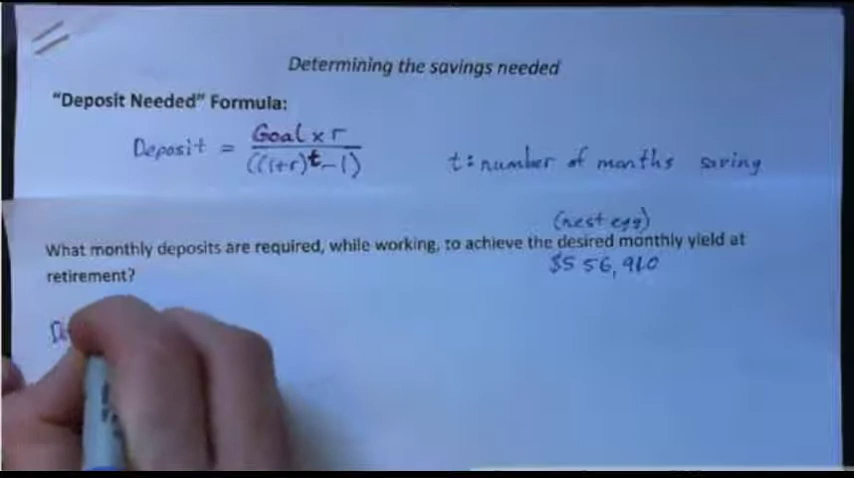 Determining the savings needed
"Deposit Needed" Formula:
Deposit = Goal x r / ((1+r)^t - 1)
t = number of months saving
(nest egg)
What monthly deposits are required, while working, to achieve the desired monthly yield at
$556,960
retirement?